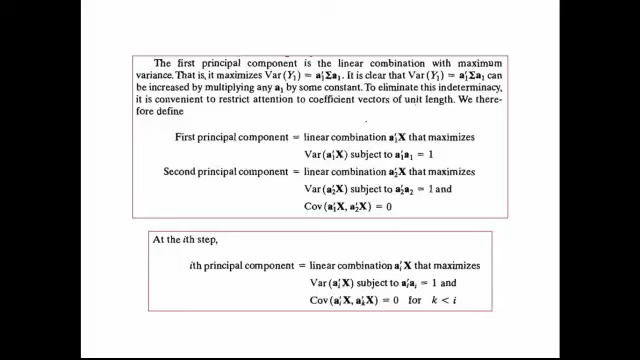 The first principal component is the linear combination with maximum
variance. That is, it maximizes Var(Y₁) = a₁′Σa₁. It is clear that Var(Y₁) = a₁′Σa₁ can
be increased by multiplying any a₁ by some constant. To eliminate this indeterminacy,
it is convenient to restrict attention to coefficient vectors of unit length. We there-
fore define
First principal component = linear combination a₁′X that maximizes
Var(a₁′X) subject to a₁′a₁ = 1
Second principal component = linear combination a₂′X that maximizes
Var(a₂′X) subject to a₂′a₂ = 1 and
Cov(a₁′X, a₂′X) = 0
At the ith step,
ith principal component = linear combination aᵢ′X that maximizes
Var(aᵢ′X) subject to aᵢ′aᵢ = 1 and
Cov(aᵢ′X, aₖ′X) = 0 for k < i